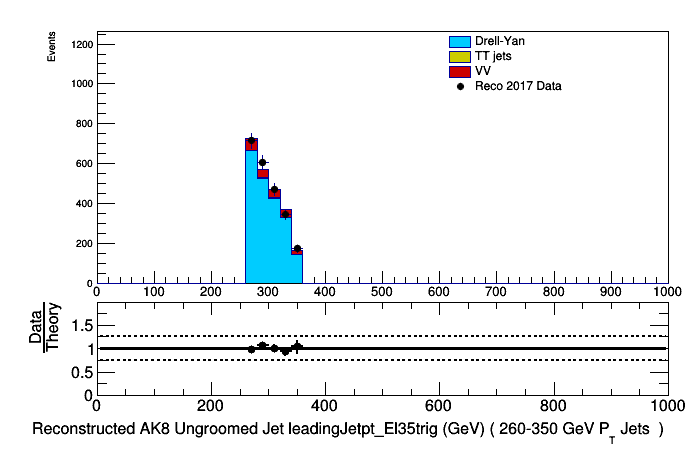 Events
1200
1000
800
600
400
200
0
Drell-Yan
TT jets
VV
Reco 2017 Data
0 100 200 300 400 500 600 700 800 900 1000
Data
Theory
1.5
1
0.5
0
0 200 400 600 800 1000
Reconstructed AK8 Ungroomed Jet leadingJetpt_El35trig (GeV) ( 260-350 GeV P_T Jets )